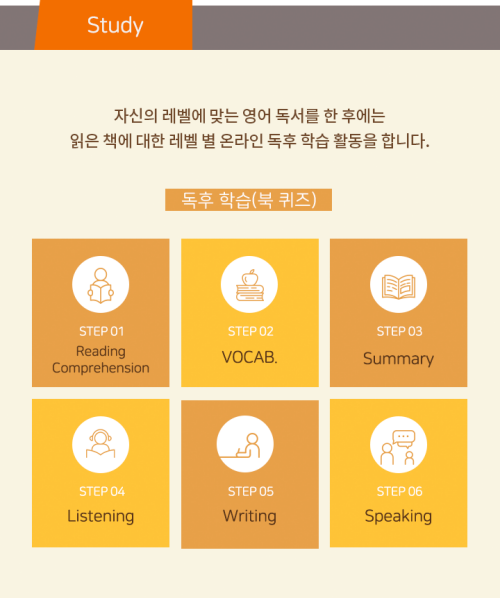 Study
자신의 레벨에 맞는 영어 독서를 한 후에는
읽은 책에 대한 레벨 별 온라인 독후 학습 활동을 합니다.
독후 학습(북 퀴즈)
STEP 01
Reading
Comprehension
STEP 02
VOCAB.
STEP 03
Summary
STEP 04
Listening
STEP 05
Writing
STEP 06
Speaking